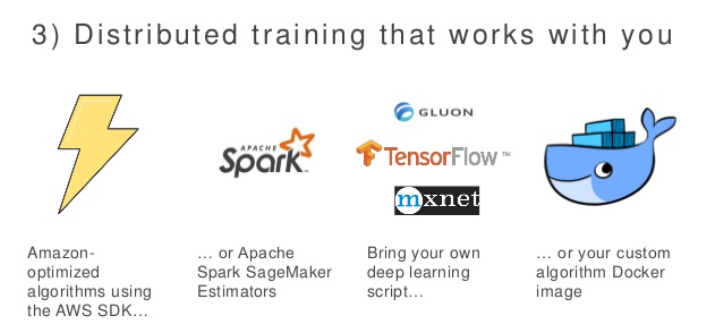 3) Distributed training that works with you
GLUON
APACHE
Spark™
TensorFlow™
mxnet
Amazon-
optimized
algorithms using
the AWS SDK...
... or Apache
Spark SageMaker
Estimators
Bring your own
deep learning
script...
... or your custom
algorithm Docker
image